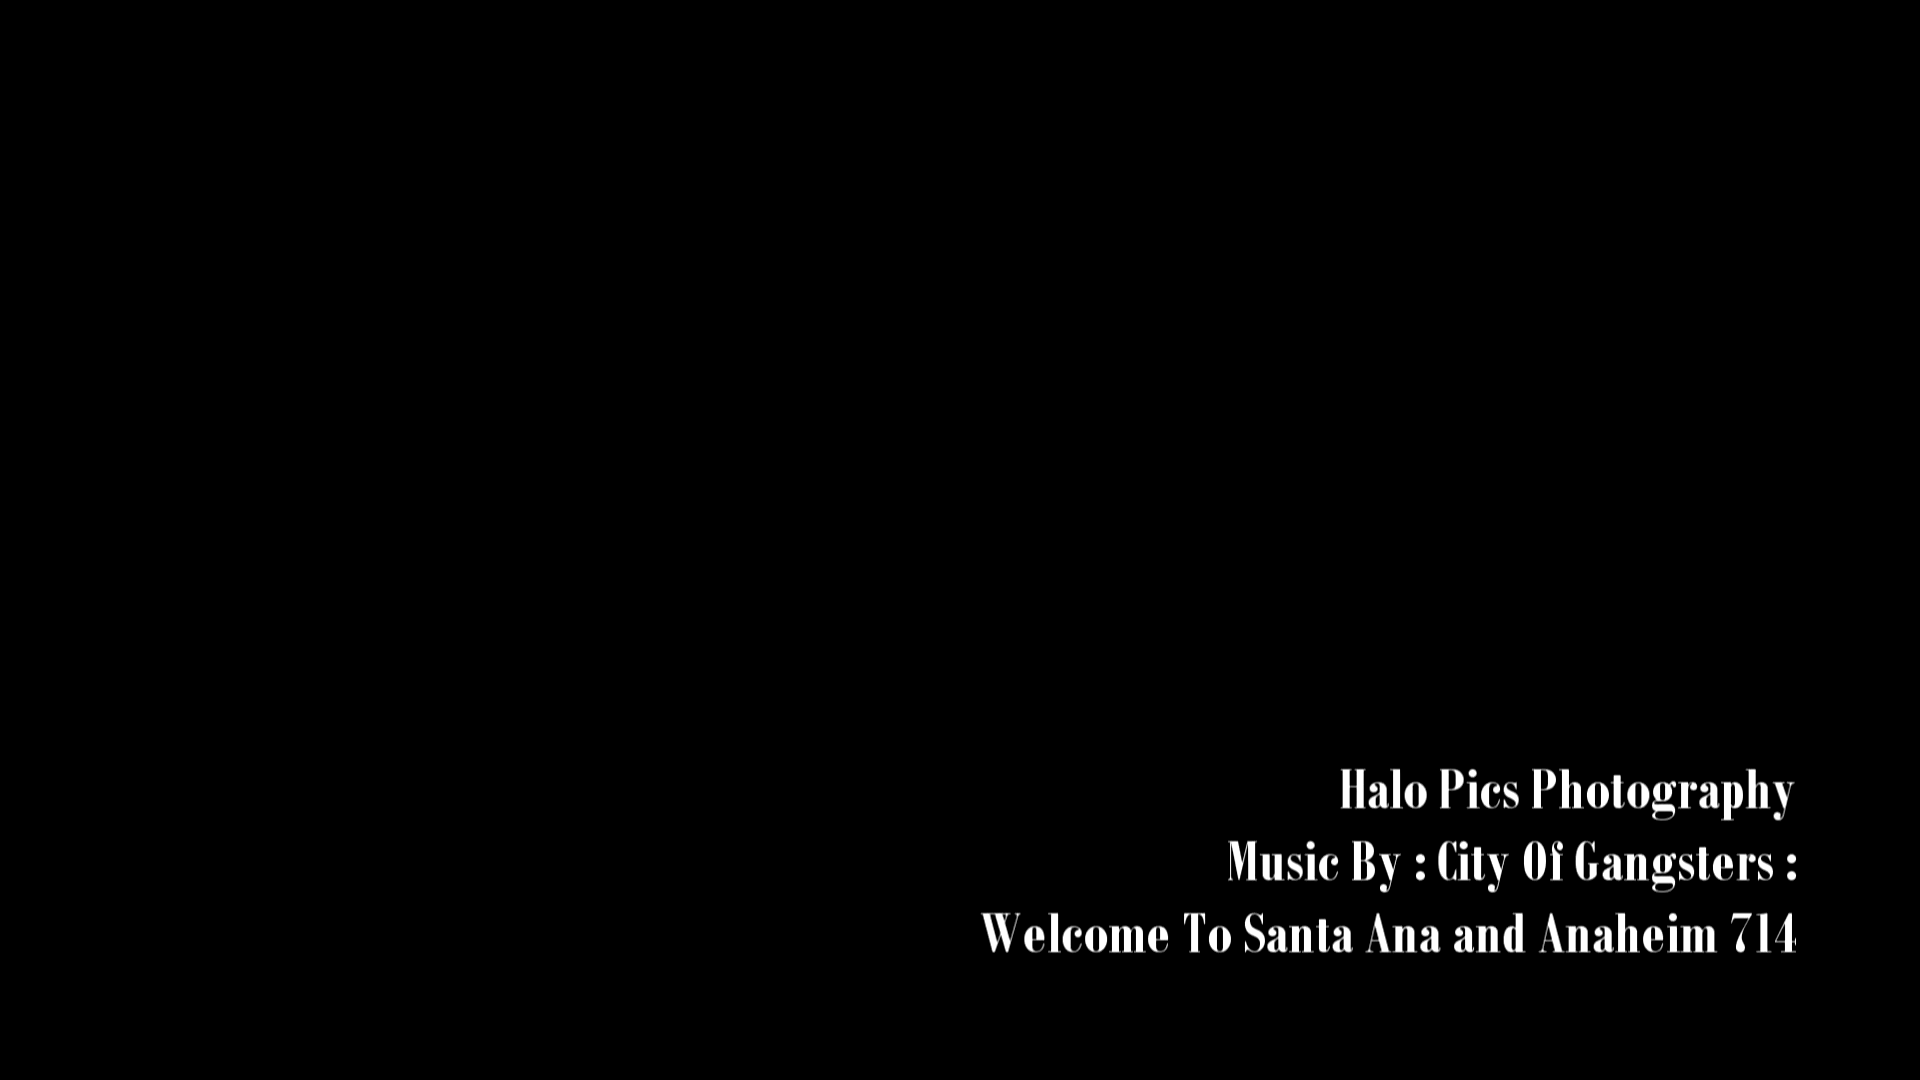 Halo Pics Photography
Music By : City Of Gangsters :
Welcome To Santa Ana and Anaheim 714